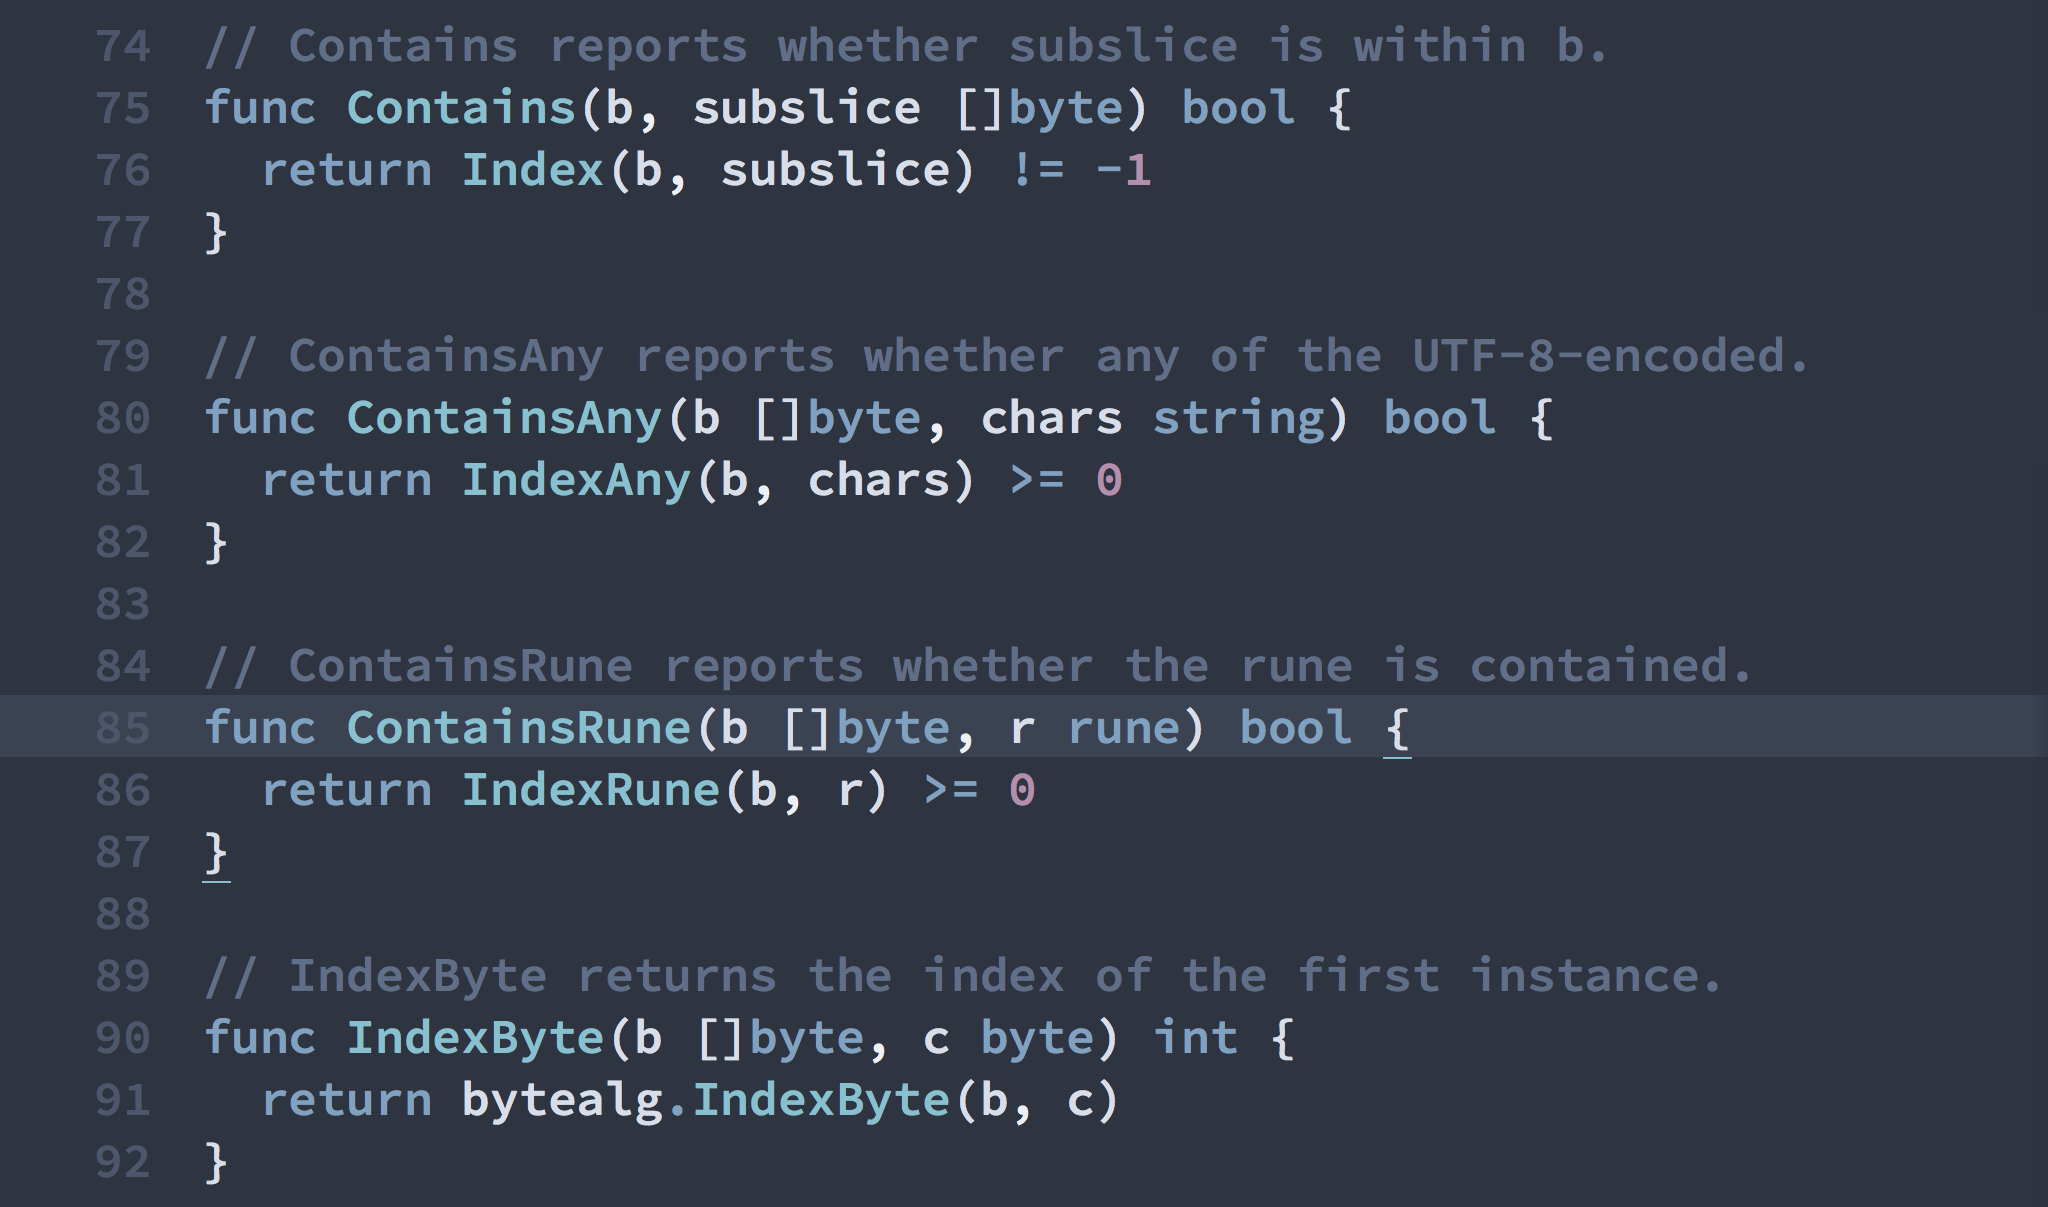 74 // Contains reports whether subslice is within b.
75 func Contains(b, subslice []byte) bool {
76   return Index(b, subslice) != -1
77 }
78
79 // ContainsAny reports whether any of the UTF-8-encoded.
80 func ContainsAny(b []byte, chars string) bool {
81   return IndexAny(b, chars) >= 0
82 }
83
84 // ContainsRune reports whether the rune is contained.
85 func ContainsRune(b []byte, r rune) bool {
86   return IndexRune(b, r) >= 0
87 }
88
89 // IndexByte returns the index of the first instance.
90 func IndexByte(b []byte, c byte) int {
91   return bytealg.IndexByte(b, c)
92 }